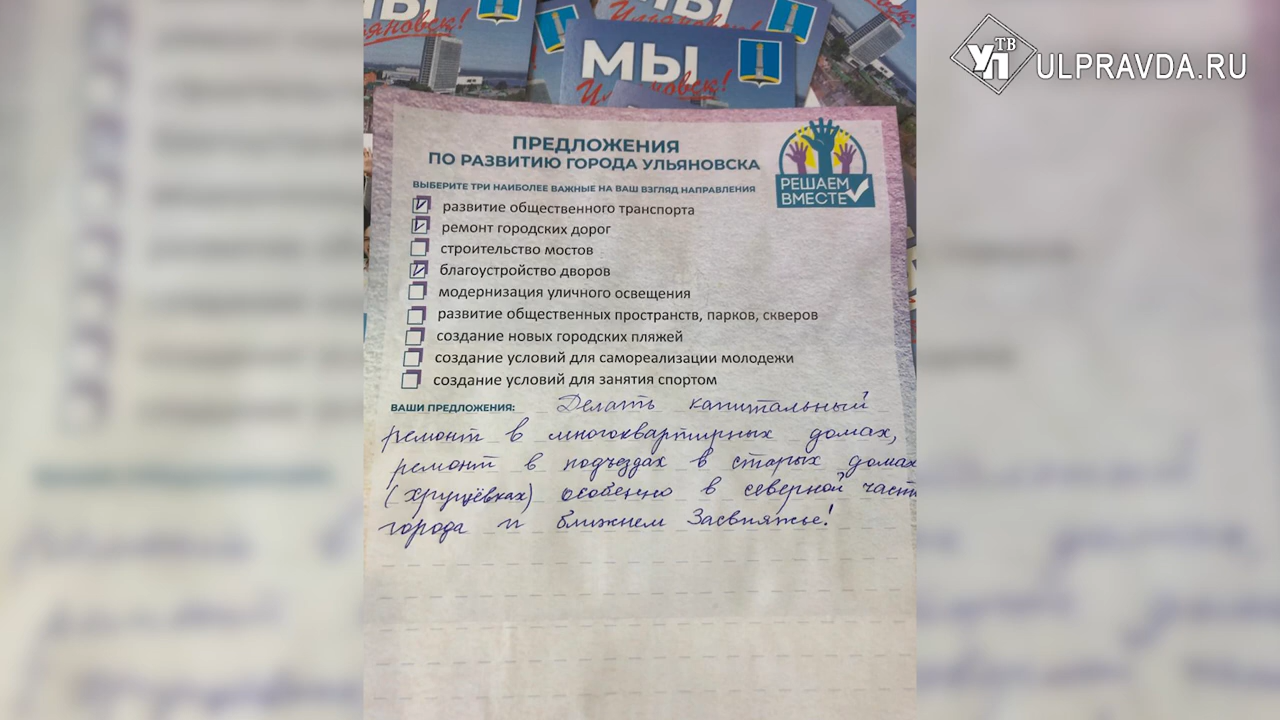 МЫ
Ульяновск!
УП ТВ ULPRAVDA.RU
ПРЕДЛОЖЕНИЯ
ПО РАЗВИТИЮ ГОРОДА УЛЬЯНОВСКА
РЕШАЕМ
ВМЕСТЕ
ВЫБЕРИТЕ ТРИ НАИБОЛЕЕ ВАЖНЫЕ НА ВАШ ВЗГЛЯД НАПРАВЛЕНИЯ
развитие общественного транспорта
ремонт городских дорог
строительство мостов
благоустройство дворов
модернизация уличного освещения
развитие общественных пространств, парков, скверов
создание новых городских пляжей
создание условий для самореализации молодежи
создание условий для занятия спортом
ВАШИ ПРЕДЛОЖЕНИЯ: Делать капитальный
ремонт в многоквартирных домах,
ремонт в подъездах в старых домах
(хрущёвках) особенно в северной части
города и ближнем Засвияжье!